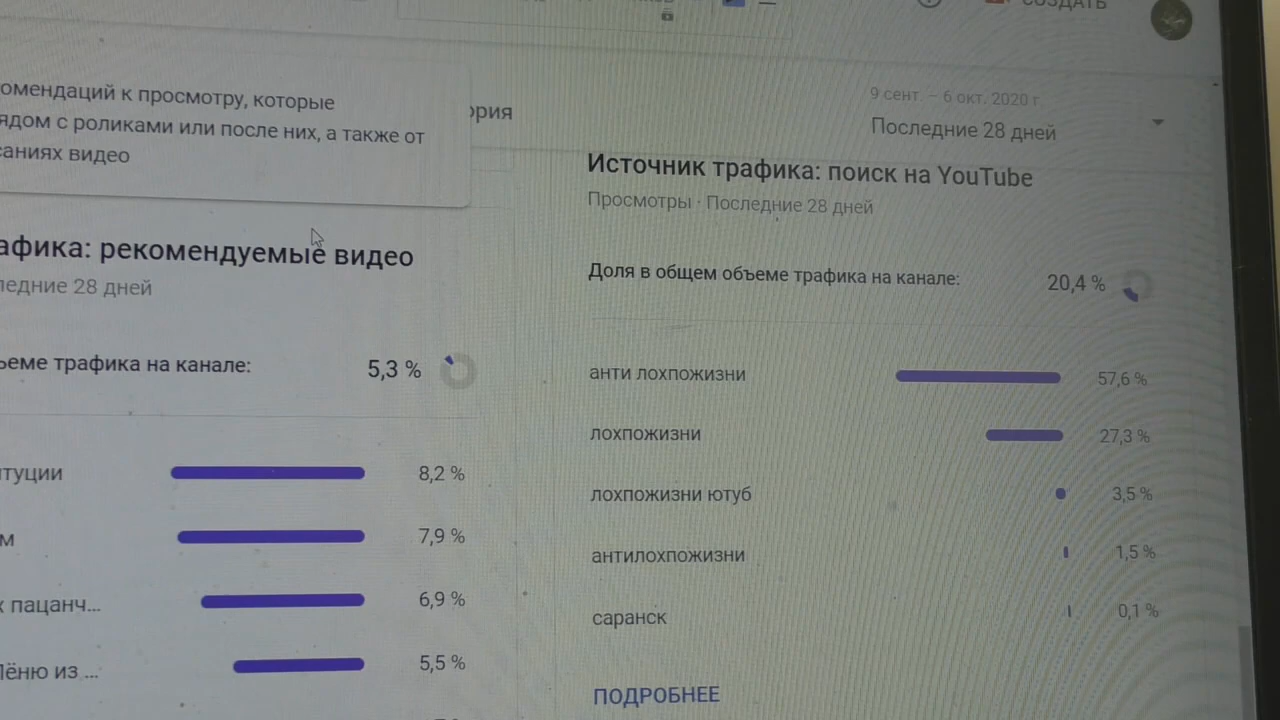 СОЗДАТЬ
омендаций к просмотру, которые
ядом с роликами или после них, а также от
саниях видео
ория
9 сент. – 6 окт. 2020 г.
Последние 28 дней
афика: рекомендуемые видео
ледние 28 дней
ъеме трафика на канале: 5,3 %
туции 8,2 %
м 7,9 %
х пацанч... 6,9 %
Лёню из ... 5,5 %
Источник трафика: поиск на YouTube
Просмотры · Последние 28 дней
Доля в общем объеме трафика на канале: 20,4 %
анти лохпожизни 57,6 %
лохпожизни 27,3 %
лохпожизни ютуб 3,5 %
антилохпожизни 1,5 %
саранск 0,1 %
ПОДРОБНЕЕ